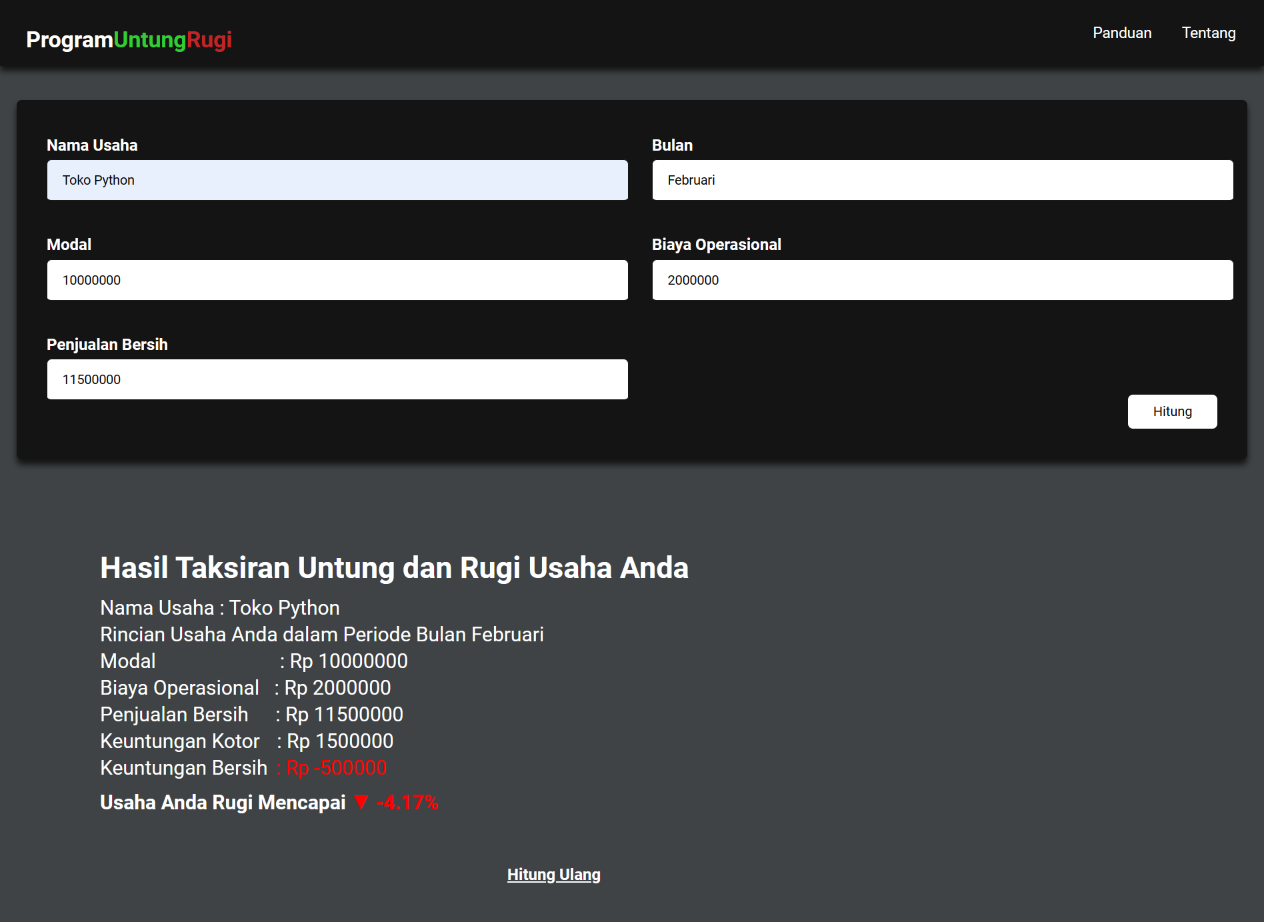 ProgramUntungRugi
Panduan Tentang
Nama Usaha
Toko Python
Bulan
Februari
Modal
10000000
Biaya Operasional
2000000
Penjualan Bersih
11500000
Hitung
Hasil Taksiran Untung dan Rugi Usaha Anda
Nama Usaha : Toko Python
Rincian Usaha Anda dalam Periode Bulan Februari
Modal : Rp 10000000
Biaya Operasional : Rp 2000000
Penjualan Bersih : Rp 11500000
Keuntungan Kotor : Rp 1500000
Keuntungan Bersih : Rp -500000
Usaha Anda Rugi Mencapai ▼ -4.17%
Hitung Ulang